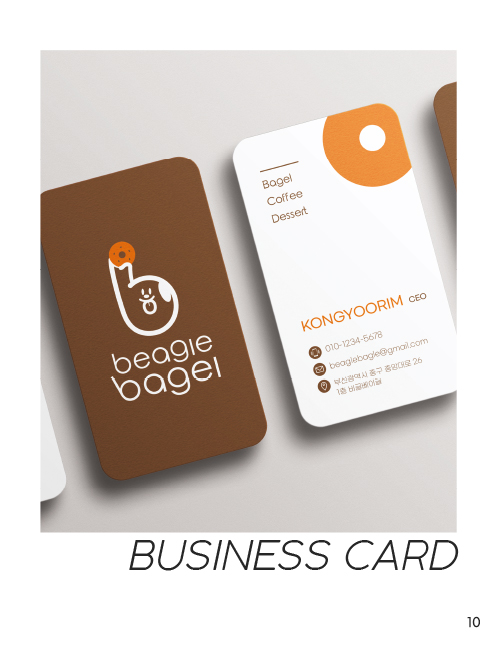 beagle
bagel
Bagel
Coffee
Dessert
KONGYOORIM CEO
010-1234-5678
beaglebagle@gmail.com
부산광역시 중구 중앙대로 26
1층 비글베이글
BUSINESS CARD
10